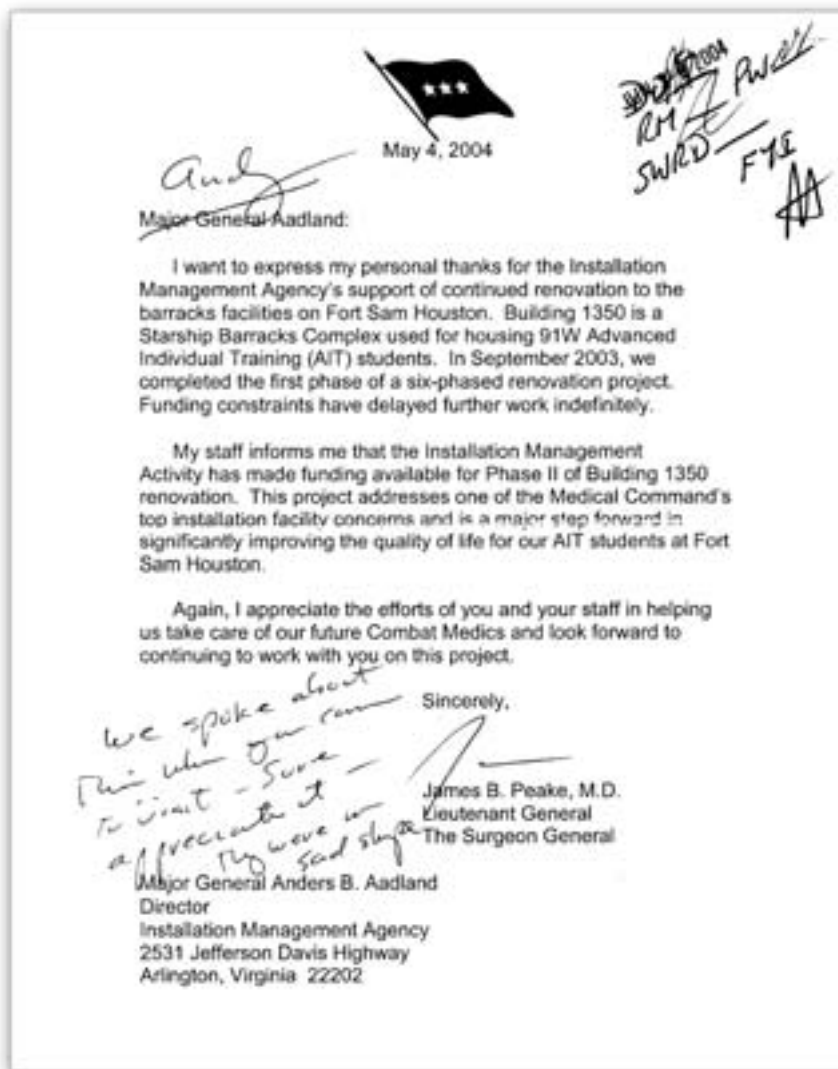 2004
RM
PW
SWRD
FYI
May 4, 2004
Andy
Major General Aadland:
I want to express my personal thanks for the Installation
Management Agency's support of continued renovation to the
barracks facilities on Fort Sam Houston. Building 1350 is a
Starship Barracks Complex used for housing 91W Advanced
Individual Training (AIT) students. In September 2003, we
completed the first phase of a six-phased renovation project.
Funding constraints have delayed further work indefinitely.
My staff informs me that the Installation Management
Activity has made funding available for Phase II of Building 1350
renovation. This project addresses one of the Medical Command's
top installation facility concerns and is a major step forward in
significantly improving the quality of life for our AIT students at Fort
Sam Houston.
Again, I appreciate the efforts of you and your staff in helping
us take care of our future Combat Medics and look forward to
continuing to work with you on this project.
Sincerely,
We spoke about
this when you came
to visit - Sure
appreciate it -
They were in
sad shape
James B. Peake, M.D.
Lieutenant General
The Surgeon General
Major General Anders B. Aadland
Director
Installation Management Agency
2531 Jefferson Davis Highway
Arlington, Virginia 22202